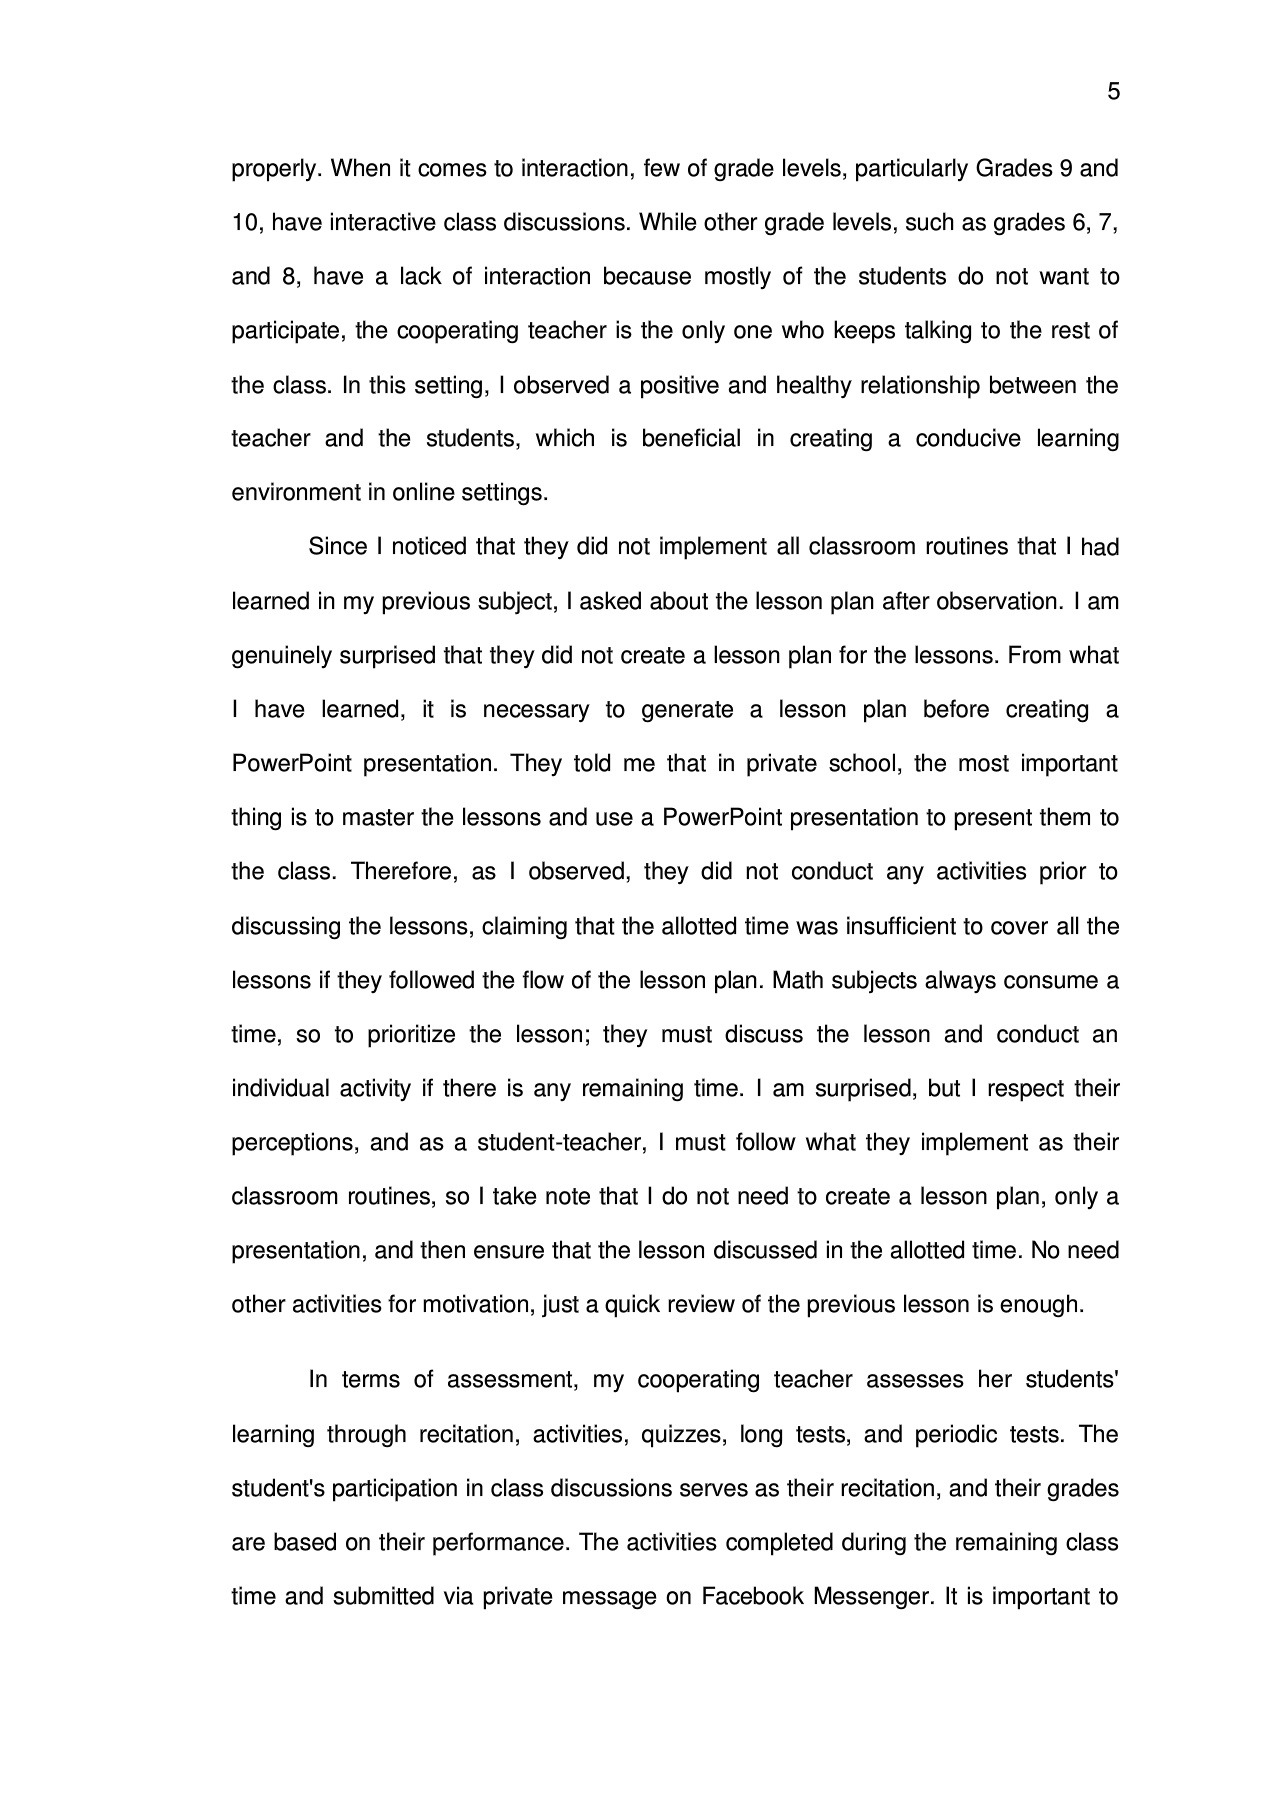 5
properly. When it comes to interaction, few of grade levels, particularly Grades 9 and
10, have interactive class discussions. While other grade levels, such as grades 6, 7,
and 8, have a lack of interaction because mostly of the students do not want to
participate, the cooperating teacher is the only one who keeps talking to the rest of
the class. In this setting, I observed a positive and healthy relationship between the
teacher and the students, which is beneficial in creating a conducive learning
environment in online settings.
Since I noticed that they did not implement all classroom routines that I had
learned in my previous subject, I asked about the lesson plan after observation. I am
genuinely surprised that they did not create a lesson plan for the lessons. From what
I have learned, it is necessary to generate a lesson plan before creating a
PowerPoint presentation. They told me that in private school, the most important
thing is to master the lessons and use a PowerPoint presentation to present them to
the class. Therefore, as I observed, they did not conduct any activities prior to
discussing the lessons, claiming that the allotted time was insufficient to cover all the
lessons if they followed the flow of the lesson plan. Math subjects always consume a
time, so to prioritize the lesson; they must discuss the lesson and conduct an
individual activity if there is any remaining time. I am surprised, but I respect their
perceptions, and as a student-teacher, I must follow what they implement as their
classroom routines, so I take note that I do not need to create a lesson plan, only a
presentation, and then ensure that the lesson discussed in the allotted time. No need
other activities for motivation, just a quick review of the previous lesson is enough.
In terms of assessment, my cooperating teacher assesses her students'
learning through recitation, activities, quizzes, long tests, and periodic tests. The
student's participation in class discussions serves as their recitation, and their grades
are based on their performance. The activities completed during the remaining class
time and submitted via private message on Facebook Messenger. It is important to